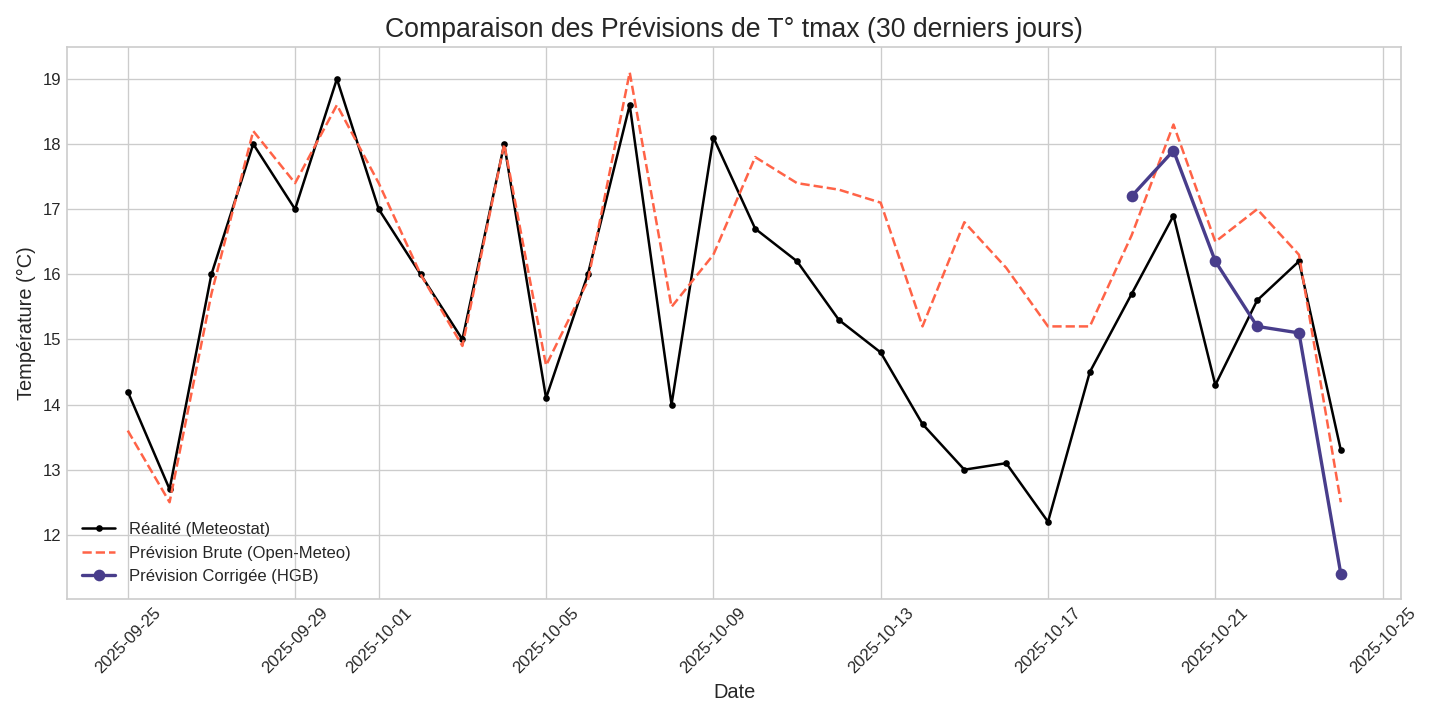 Comparaison des Prévisions de T° tmax (30 derniers jours)
Température (°C)
19
18
17
16
15
14
13
12
Réalité (Meteostat)
Prévision Brute (Open-Meteo)
Prévision Corrigée (HGB)
2025-09-25
2025-09-29
2025-10-01
2025-10-05
2025-10-09
2025-10-13
2025-10-17
2025-10-21
2025-10-25
Date